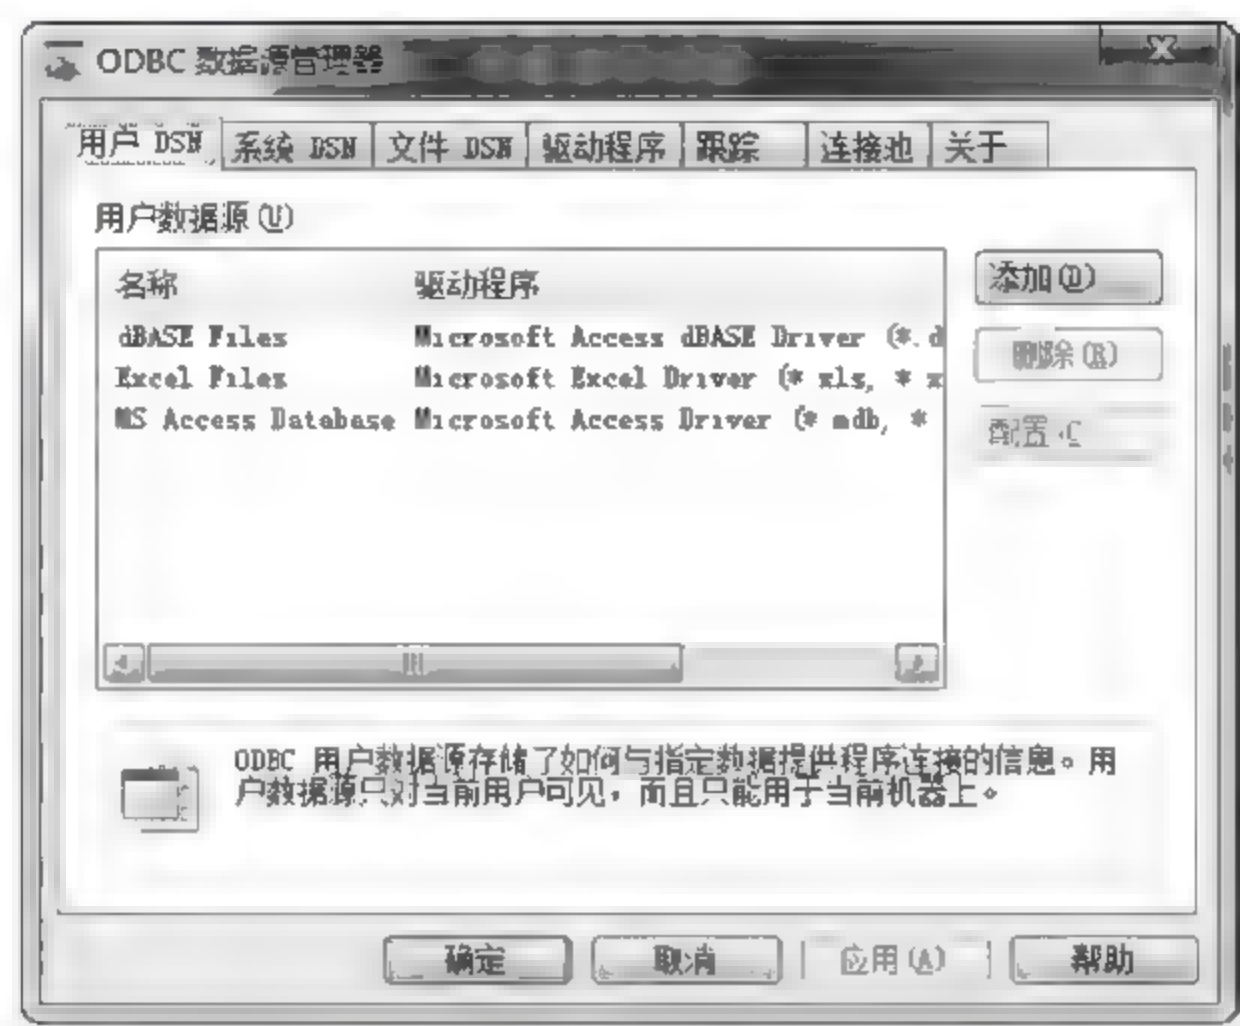 ODBC 数据源管理器
用户 DSN 系统 DSN 文件 DSN 驱动程序 跟踪 连接池 关于
用户数据源(U)
名称 驱动程序
dBASE Files Microsoft Access dBASE Driver (*.d
Excel Files Microsoft Excel Driver (* xls, * x
MS Access Database Microsoft Access Driver (* mdb, *
添加(D)
删除(R)
配置 C
ODBC 用户数据源存储了如何与指定数据提供程序连接的信息。用
户数据源只对当前用户可见,而且只能用于当前机器上。
确定 取消 应用(A) 帮助